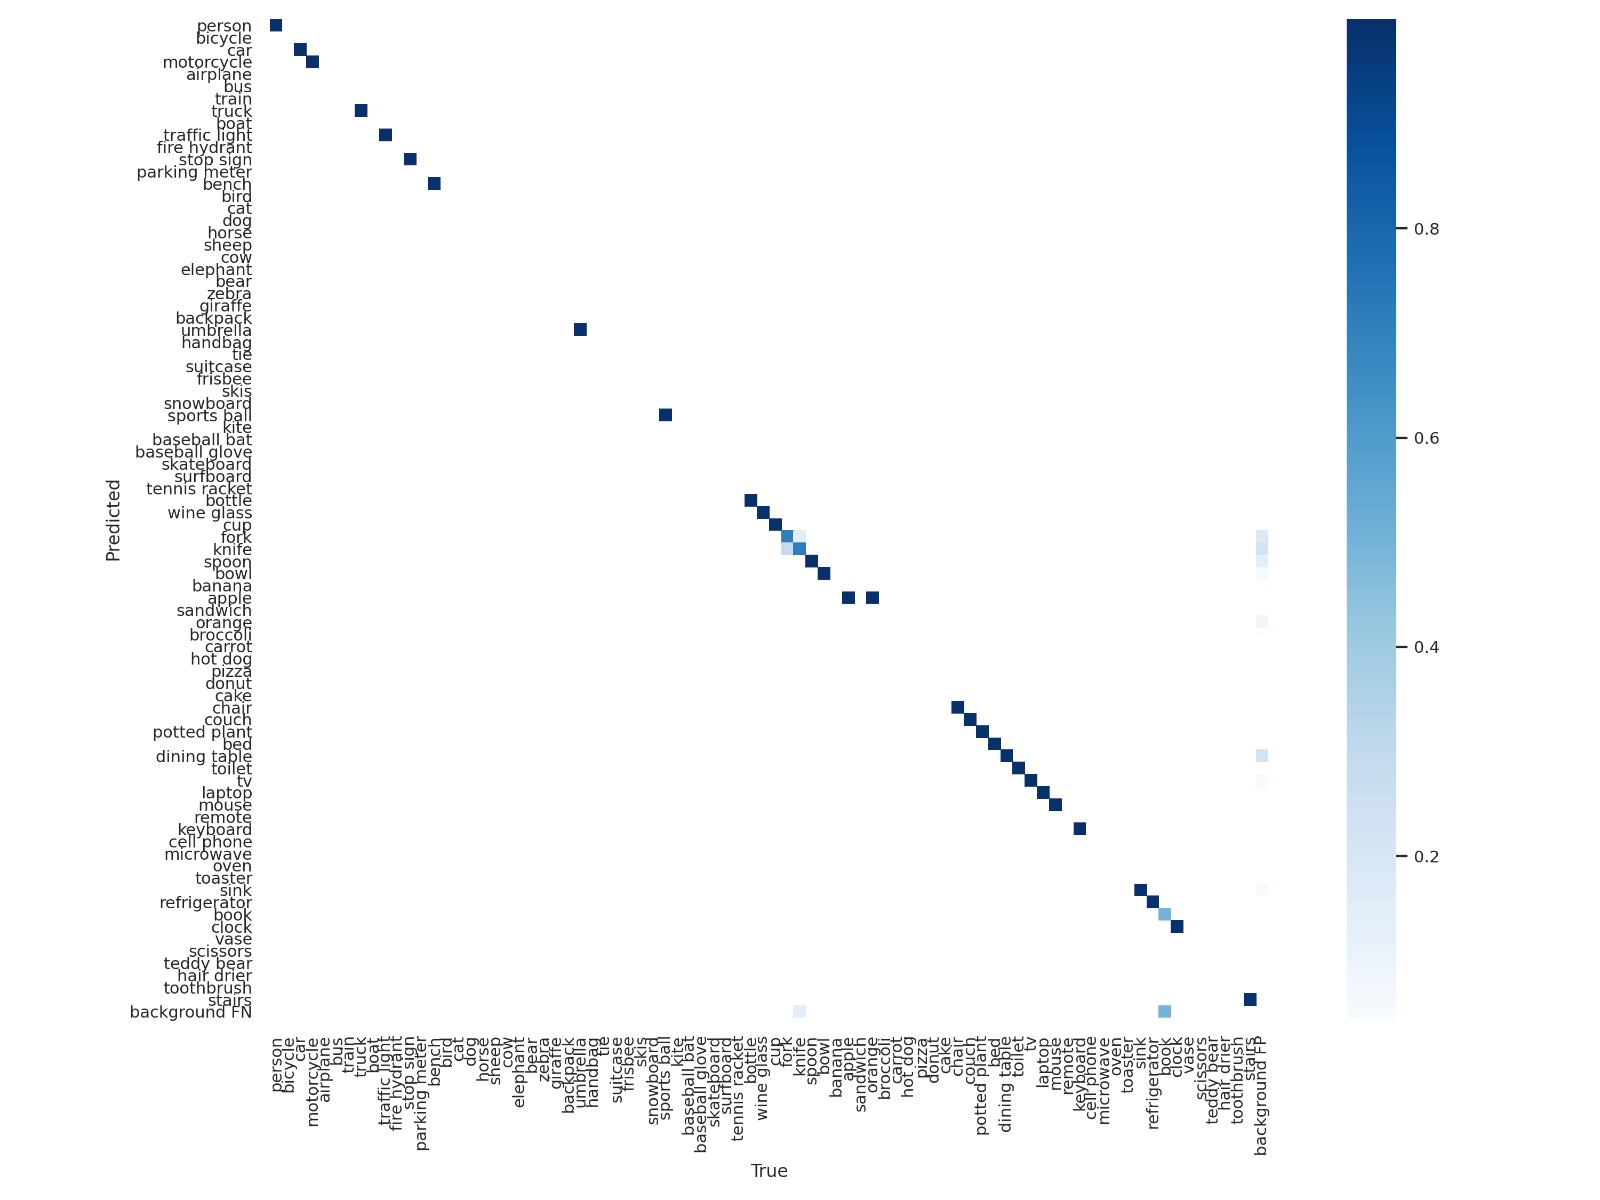 person
bicycle
car
motorcycle
airplane
bus
train
truck
boat
traffic light
fire hydrant
stop sign
parking meter
bench
bird
cat
dog
horse
sheep
cow
elephant
bear
zebra
giraffe
backpack
umbrella
handbag
tie
suitcase
frisbee
skis
snowboard
sports ball
kite
baseball bat
baseball glove
skateboard
surfboard
tennis racket
bottle
wine glass
cup
fork
knife
spoon
bowl
banana
apple
sandwich
orange
broccoli
carrot
hot dog
pizza
donut
cake
chair
couch
potted plant
bed
dining table
toilet
tv
laptop
mouse
remote
keyboard
cell phone
microwave
oven
toaster
sink
refrigerator
book
clock
vase
scissors
teddy bear
hair drier
toothbrush
stairs
background FN
Predicted
person
bicycle
car
motorcycle
airplane
bus
train
truck
boat
traffic light
fire hydrant
stop sign
parking meter
bench
bird
cat
dog
horse
sheep
cow
elephant
bear
zebra
giraffe
backpack
umbrella
handbag
tie
suitcase
frisbee
skis
snowboard
sports ball
kite
baseball bat
baseball glove
skateboard
surfboard
tennis racket
bottle
wine glass
cup
fork
knife
spoon
bowl
banana
apple
sandwich
orange
broccoli
carrot
hot dog
pizza
donut
cake
chair
couch
potted plant
bed
dining table
toilet
tv
laptop
mouse
remote
keyboard
cell phone
microwave
oven
toaster
sink
refrigerator
book
clock
vase
scissors
teddy bear
hair drier
toothbrush
stairs
background FP
True
0.8
0.6
0.4
0.2